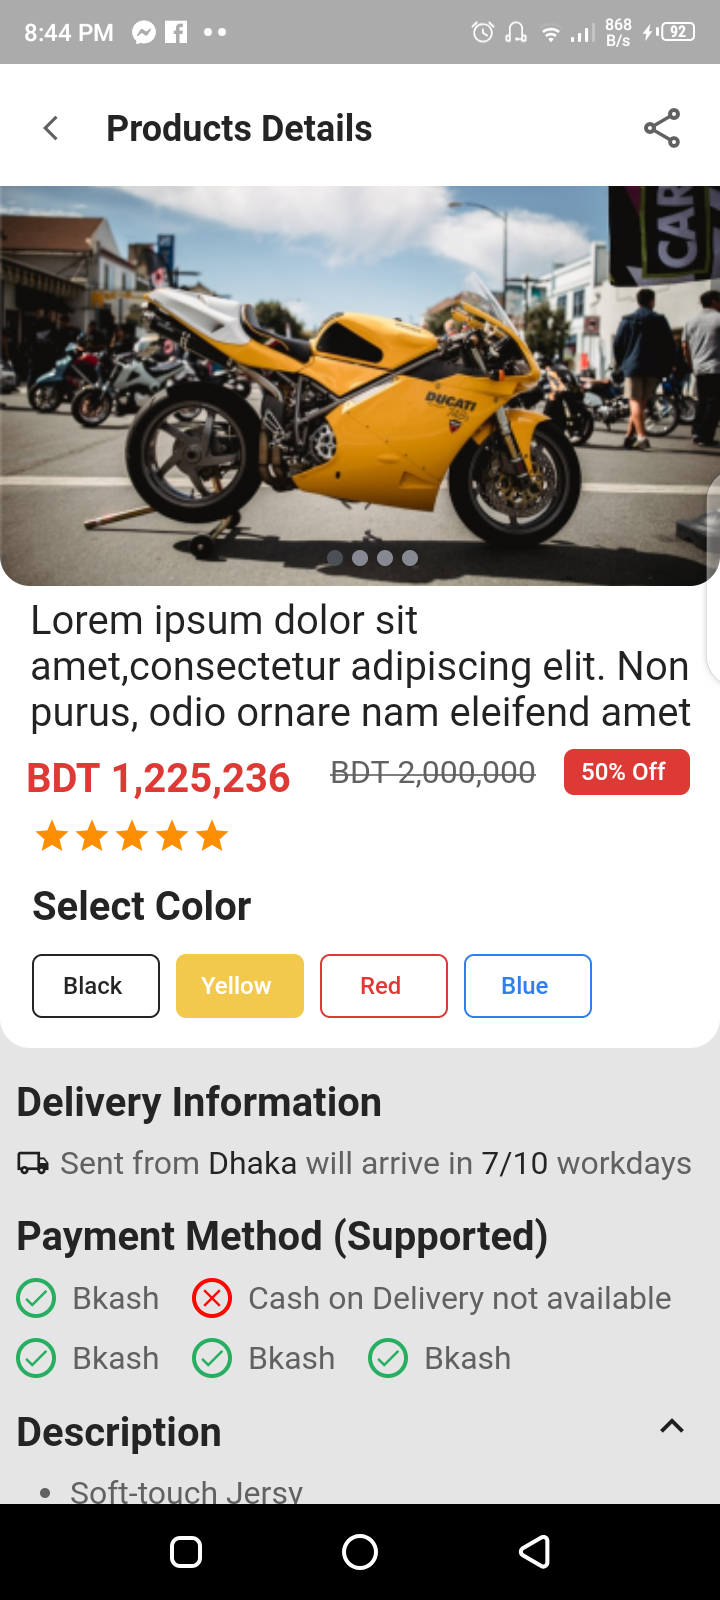 8:44 PM
868
B/s
92
Products Details
CAR
DUCATI
Lorem ipsum dolor sit
amet,consectetur adipiscing elit. Non
purus, odio ornare nam eleifend amet
BDT 1,225,236
BDT 2,000,000
50% Off
Select Color
Black
Yellow
Red
Blue
Delivery Information
Sent from Dhaka will arrive in 7/10 workdays
Payment Method (Supported)
Bkash
Cash on Delivery not available
Bkash
Bkash
Bkash
Description
• Soft-touch Jersy